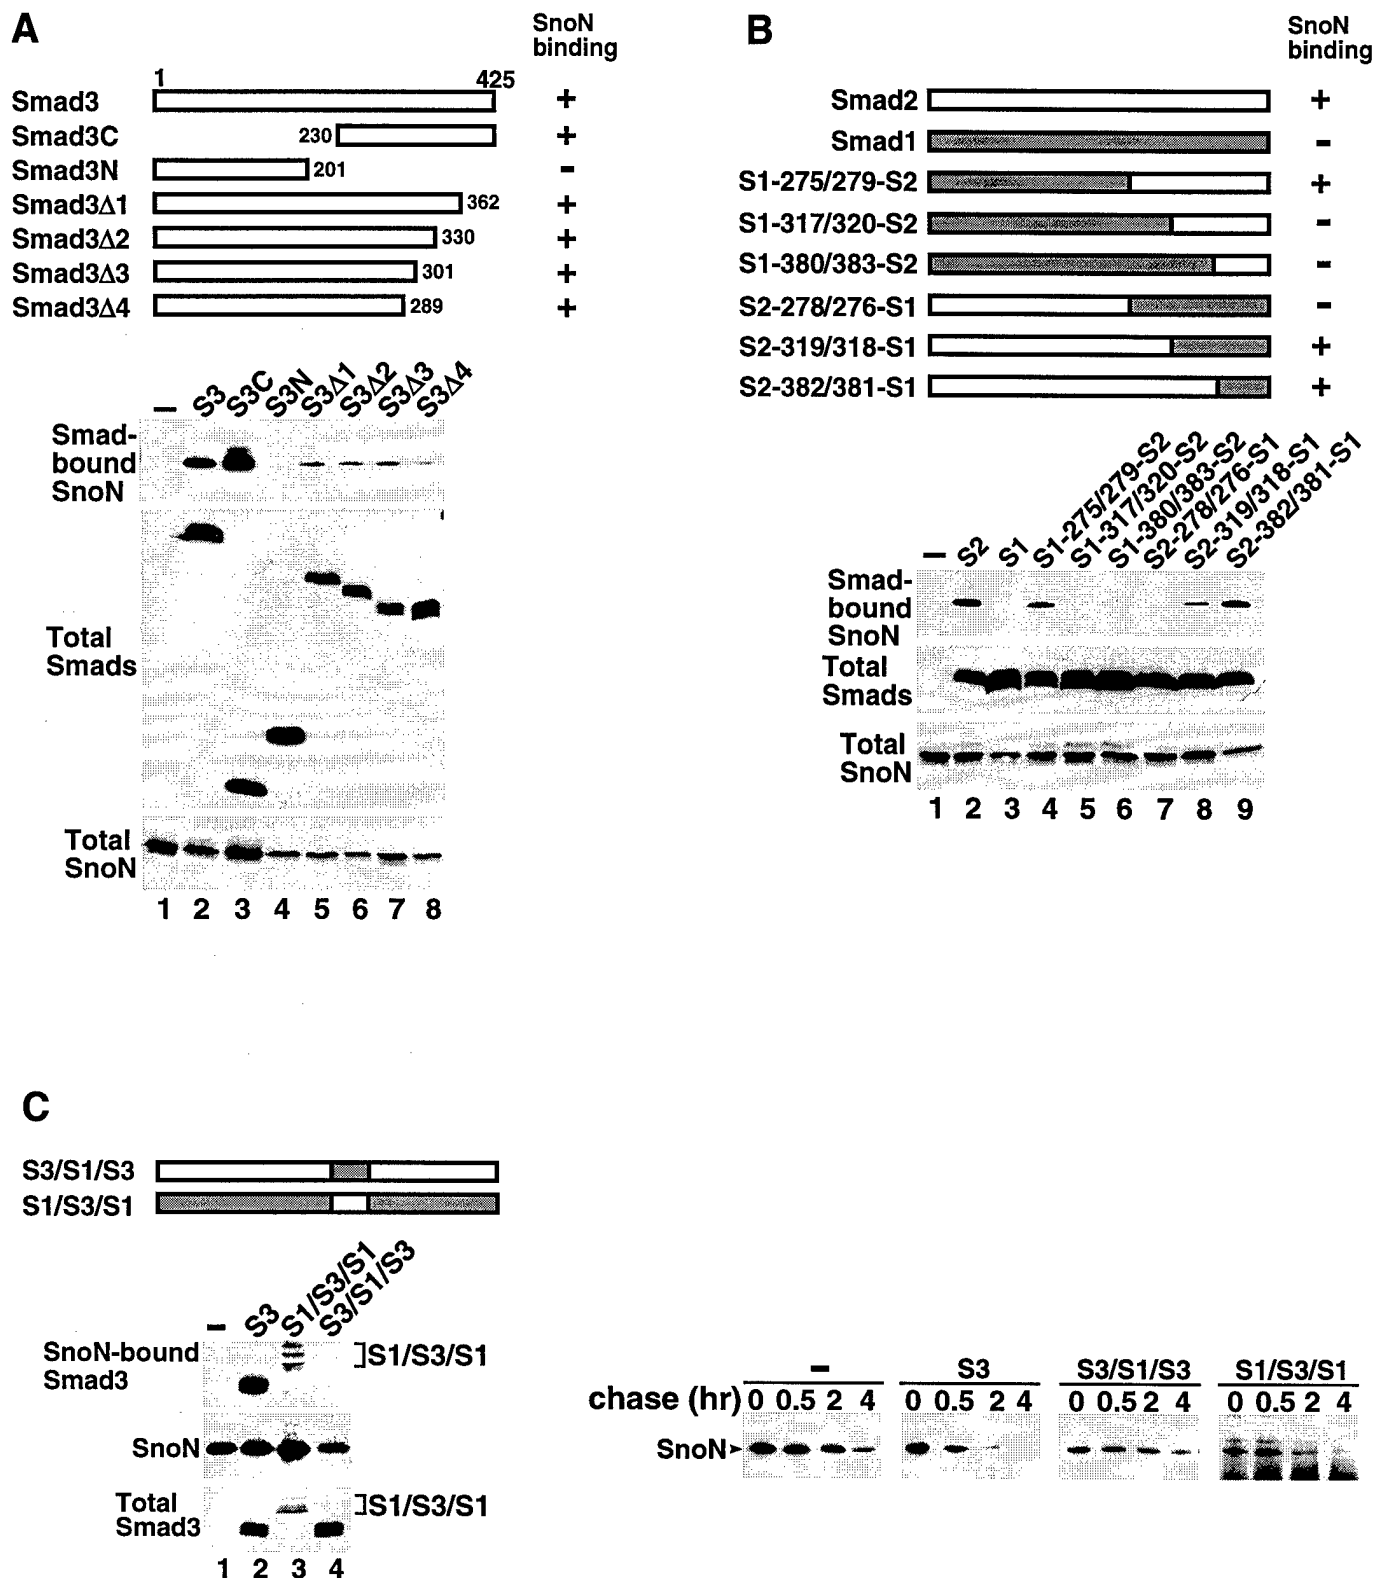 A
SnoN
binding
1 425
Smad3 +
Smad3C 230 +
Smad3N 201 -
Smad3Δ1 362 +
Smad3Δ2 330 +
Smad3Δ3 301 +
Smad3Δ4 289 +
– S3 S3C S3N S3Δ1 S3Δ2 S3Δ3 S3Δ4
Smad-
bound
SnoN
Total
Smads
Total
SnoN
1 2 3 4 5 6 7 8
B
SnoN
binding
Smad2 +
Smad1 -
S1-275/279-S2 +
S1-317/320-S2 -
S1-380/383-S2 -
S2-278/276-S1 -
S2-319/318-S1 +
S2-382/381-S1 +
– S2 S1 S1-275/279-S2 S1-317/320-S2 S1-380/383-S2 S2-278/276-S1 S2-319/318-S1 S2-382/381-S1
Smad-
bound
SnoN
Total
Smads
Total
SnoN
1 2 3 4 5 6 7 8 9
C
S3/S1/S3
S1/S3/S1
– S3 S1/S3/S1 S3/S1/S3
SnoN-bound
Smad3
]S1/S3/S1
SnoN
Total
Smad3
]S1/S3/S1
1 2 3 4
– S3 S3/S1/S3 S1/S3/S1
chase (hr) 0 0.5 2 4 0 0.5 2 4 0 0.5 2 4 0 0.5 2 4
SnoN